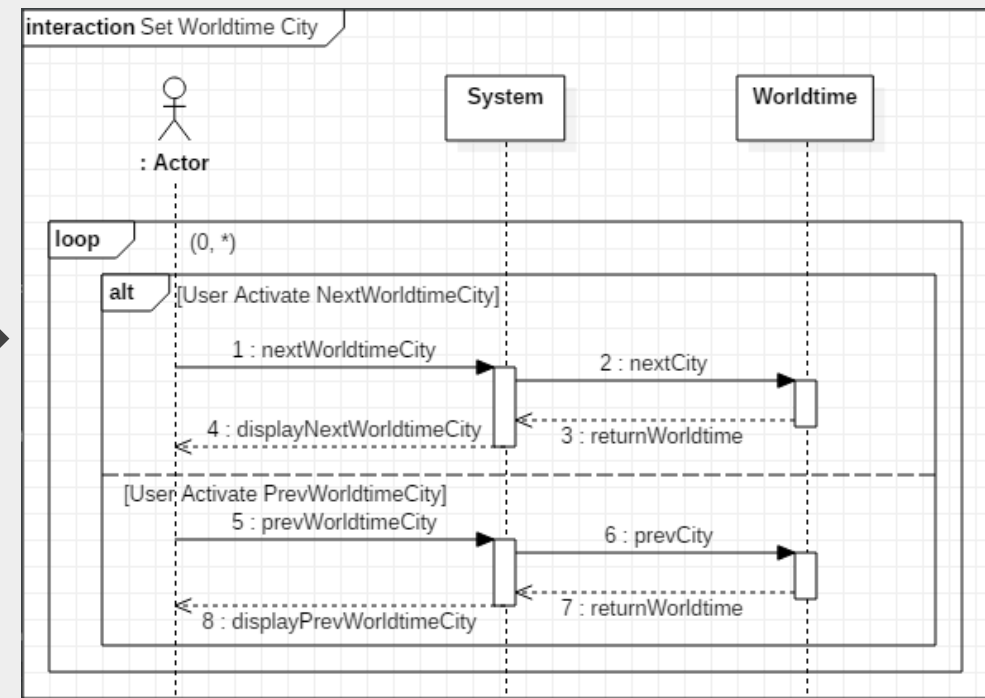 interaction Set Worldtime City
System
Worldtime
: Actor
loop
(0, *)
alt
[User Activate NextWorldtimeCity]
1 : nextWorldtimeCity
2 : nextCity
4 : displayNextWorldtimeCity
3 : returnWorldtime
[User Activate PrevWorldtimeCity]
5 : prevWorldtimeCity
6 : prevCity
7 : returnWorldtime
8 : displayPrevWorldtimeCity